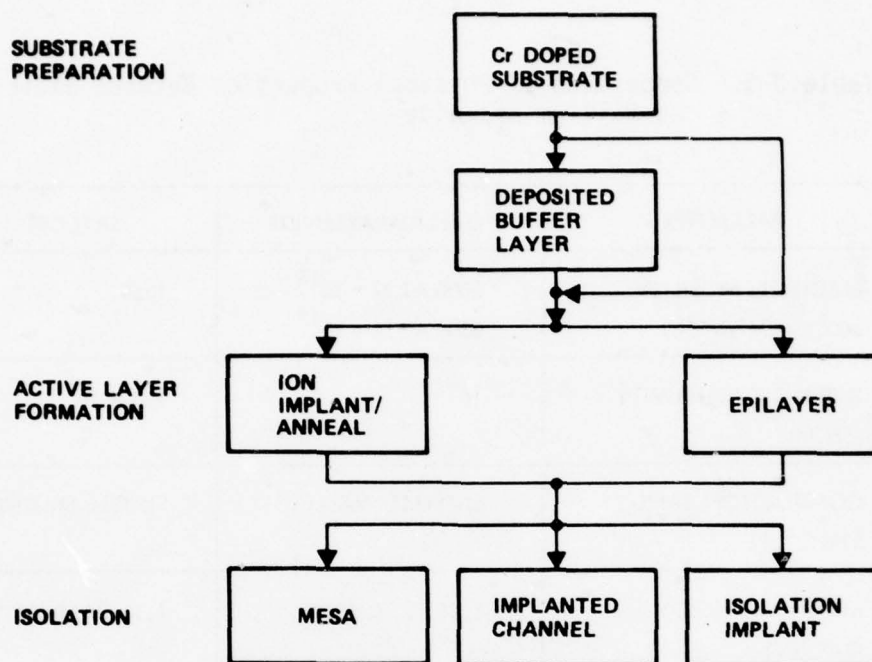 SUBSTRATE
PREPARATION
Cr DOPED
SUBSTRATE
DEPOSITED
BUFFER
LAYER
ACTIVE LAYER
FORMATION
ION
IMPLANT/
ANNEAL
EPILAYER
ISOLATION
MESA
IMPLANTED
CHANNEL
ISOLATION
IMPLANT